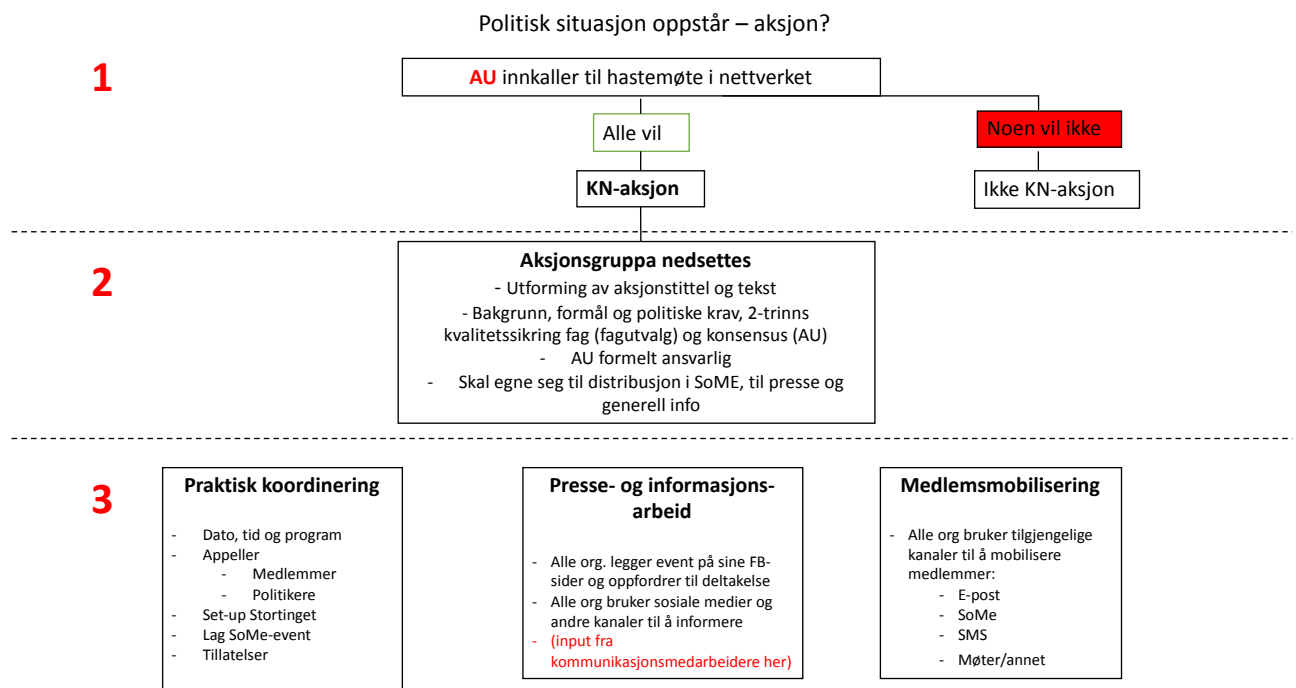 Politisk situasjon oppstår – aksjon?
1
AU innkaller til hastemøte i nettverket
Alle vil
Noen vil ikke
KN-aksjon
Ikke KN-aksjon
2
Aksjonsgruppa nedsettes
- Utforming av aksjonstittel og tekst
- Bakgrunn, formål og politiske krav, 2-trinns
kvalitetssikring fag (fagutvalg) og konsensus (AU)
- AU formelt ansvarlig
- Skal egne seg til distribusjon i SoME, til presse og
generell info
3
Praktisk koordinering
- Dato, tid og program
- Appeller
- Medlemmer
- Politikere
- Set-up Stortinget
- Lag SoMe-event
- Tillatelser
Presse- og informasjons-
arbeid
- Alle org. legger event på sine FB-
sider og oppfordrer til deltakelse
- Alle org bruker sosiale medier og
andre kanaler til å informere
- (input fra
kommunikasjonsmedarbeidere her)
Medlemsmobilisering
- Alle org bruker tilgjengelige
kanaler til å mobilisere
medlemmer:
- E-post
- SoMe
- SMS
- Møter/annet